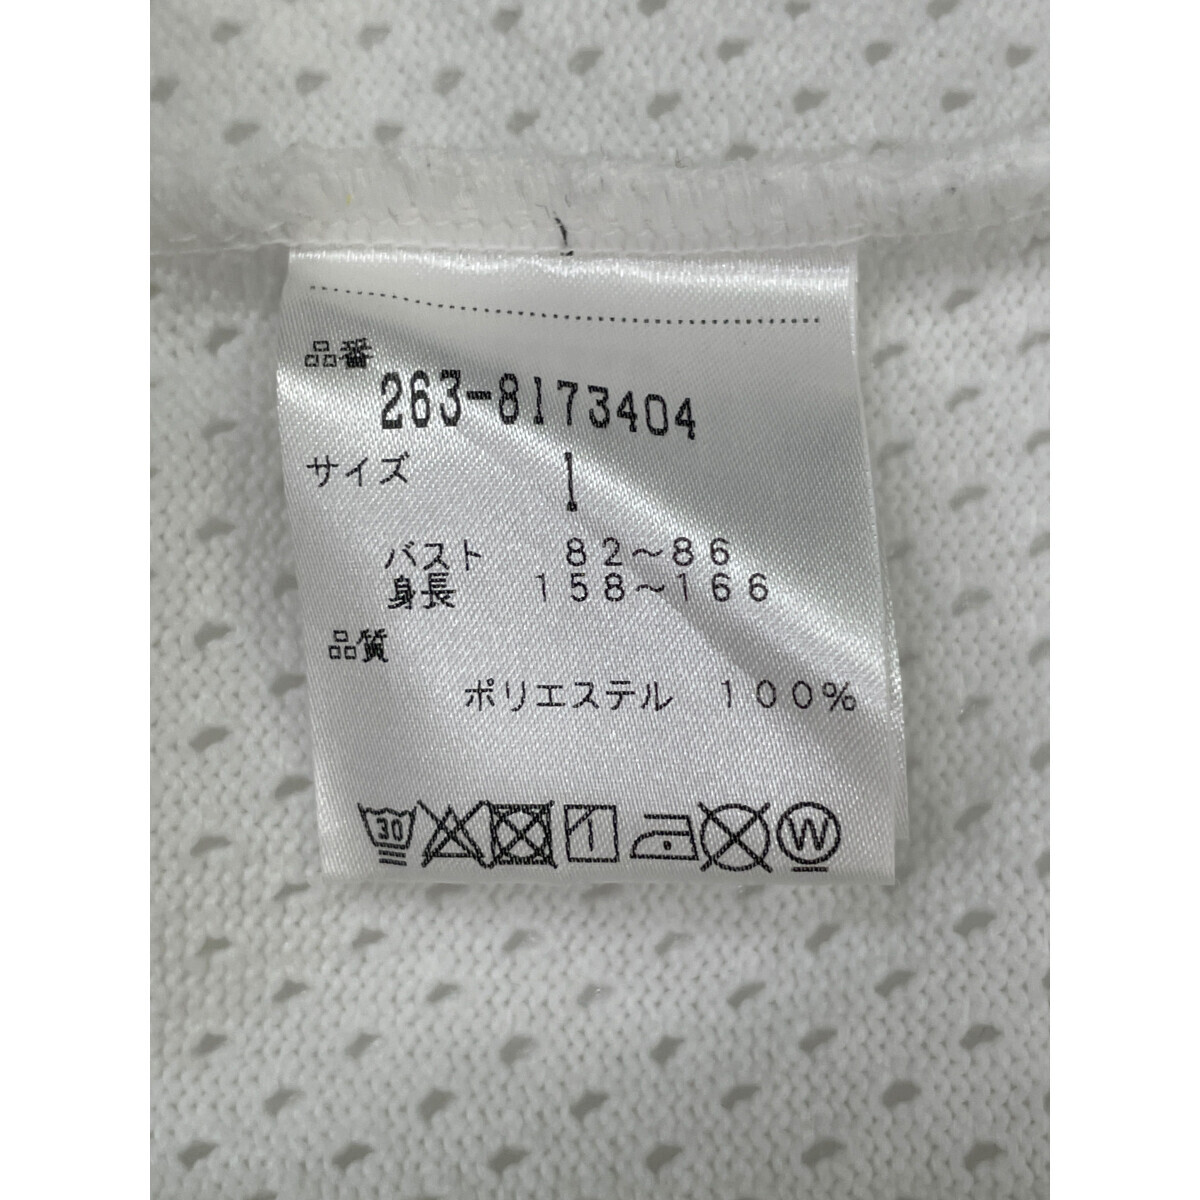 品番
263-8173404
サイズ 1
バスト 82～86
身長 158～166
品質
ポリエステル 100%
30 W